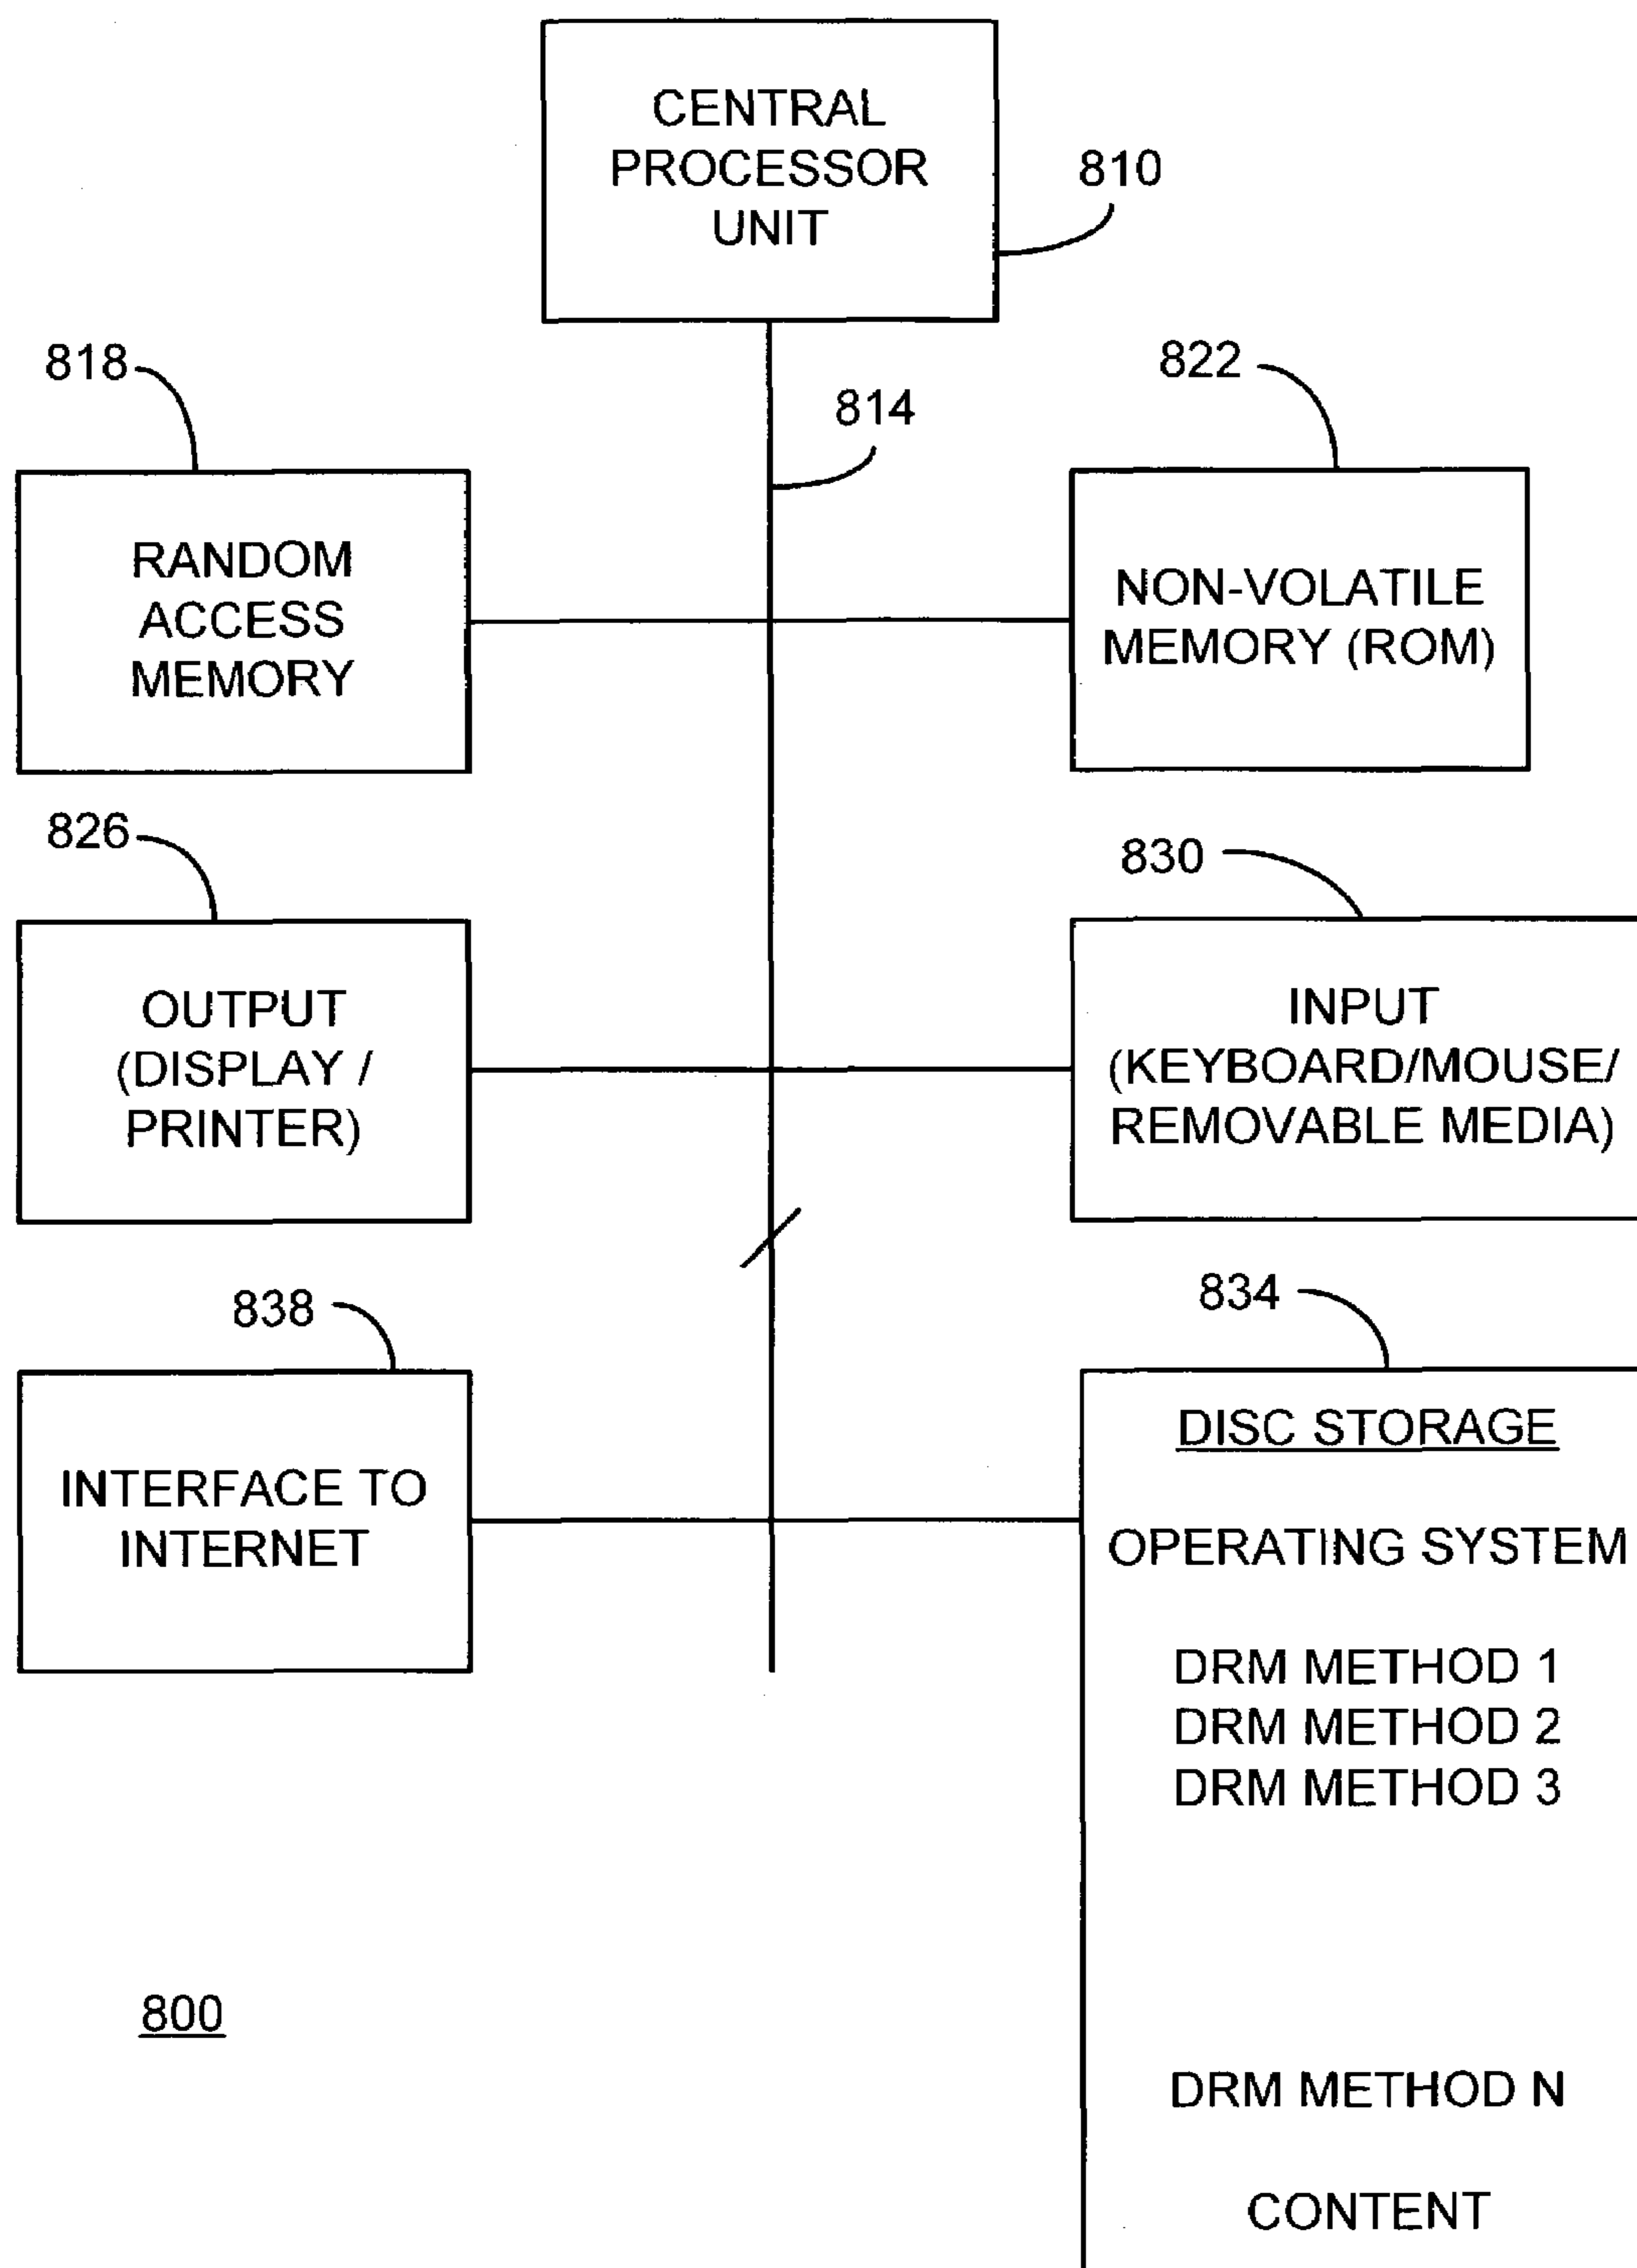 CENTRAL
PROCESSOR
UNIT
810
818
822
814
RANDOM
ACCESS
MEMORY
NON-VOLATILE
MEMORY (ROM)
826
830
OUTPUT
(DISPLAY /
PRINTER)
INPUT
(KEYBOARD/MOUSE/
REMOVABLE MEDIA)
838
834
INTERFACE TO
INTERNET
DISC STORAGE
OPERATING SYSTEM
DRM METHOD 1
DRM METHOD 2
DRM METHOD 3
DRM METHOD N
CONTENT
800